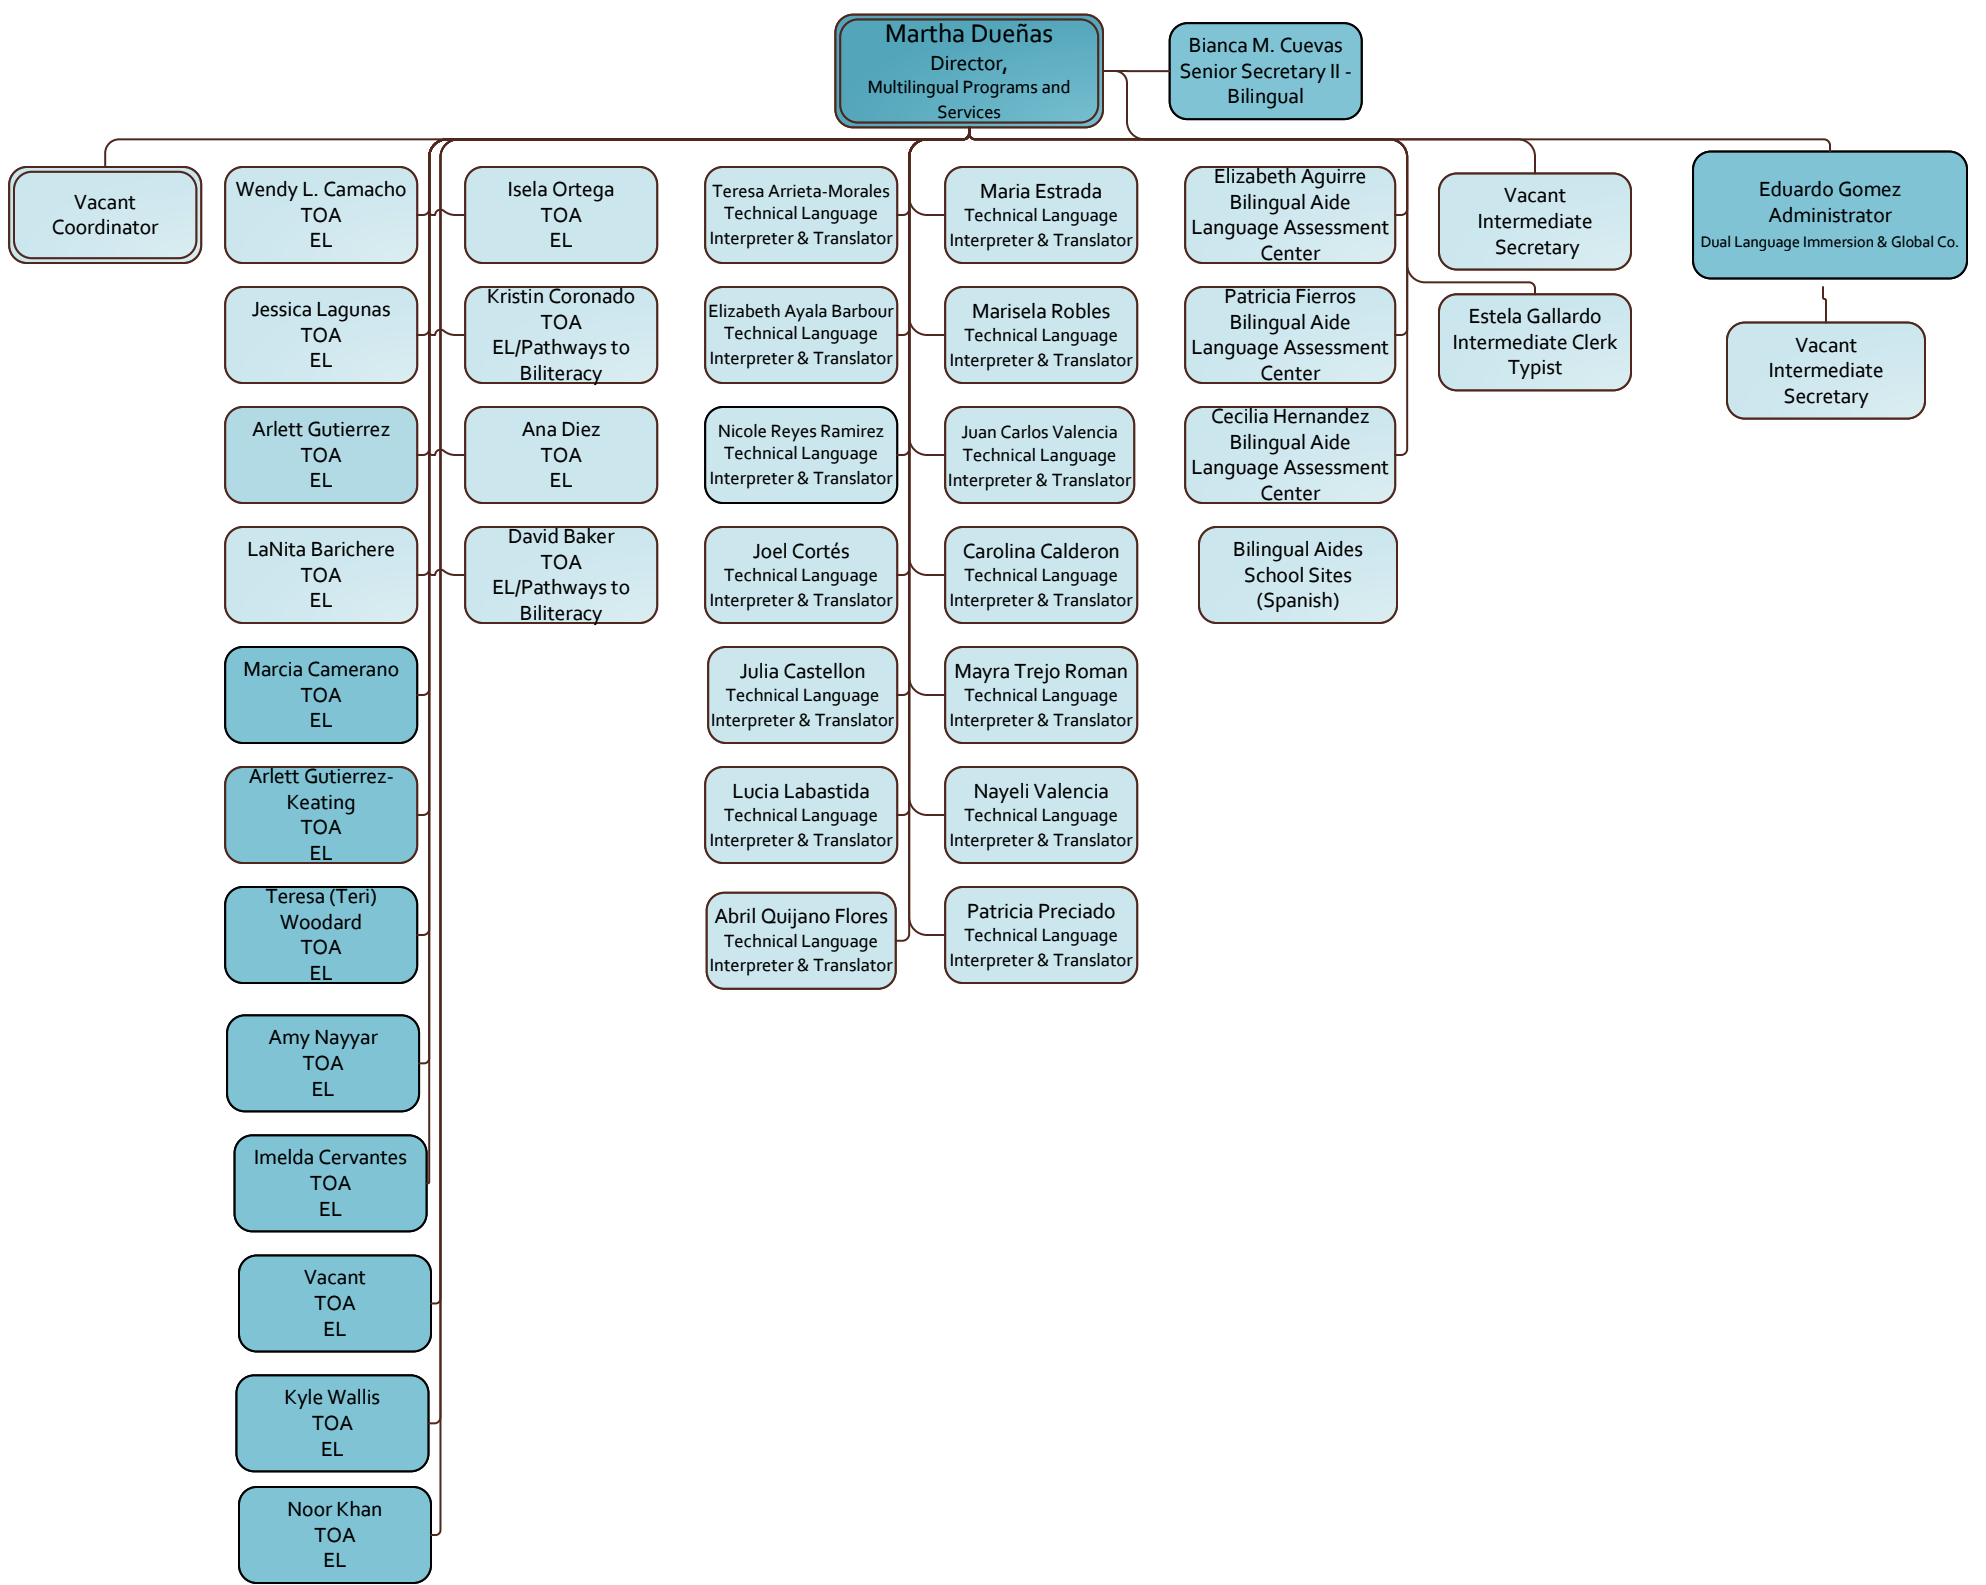 Martha Dueñas
Director,
Multilingual Programs and
Services
Bianca M. Cuevas
Senior Secretary II -
Bilingual
Vacant
Coordinator
Wendy L. Camacho
TOA
EL
Jessica Lagunas
TOA
EL
Arlett Gutierrez
TOA
EL
LaNita Barichere
TOA
EL
Marcia Camerano
TOA
EL
Arlett Gutierrez-
Keating
TOA
EL
Teresa (Teri)
Woodard
TOA
EL
Amy Nayyar
TOA
EL
Imelda Cervantes
TOA
EL
Vacant
TOA
EL
Kyle Wallis
TOA
EL
Noor Khan
TOA
EL
Isela Ortega
TOA
EL
Kristin Coronado
TOA
EL/Pathways to
Biliteracy
Ana Diez
TOA
EL
David Baker
TOA
EL/Pathways to
Biliteracy
Teresa Arrieta-Morales
Technical Language
Interpreter & Translator
Elizabeth Ayala Barbour
Technical Language
Interpreter & Translator
Nicole Reyes Ramirez
Technical Language
Interpreter & Translator
Joel Cortés
Technical Language
Interpreter & Translator
Julia Castellon
Technical Language
Interpreter & Translator
Lucia Labastida
Technical Language
Interpreter & Translator
Abril Quijano Flores
Technical Language
Interpreter & Translator
Maria Estrada
Technical Language
Interpreter & Translator
Marisela Robles
Technical Language
Interpreter & Translator
Juan Carlos Valencia
Technical Language
Interpreter & Translator
Carolina Calderon
Technical Language
Interpreter & Translator
Mayra Trejo Roman
Technical Language
Interpreter & Translator
Nayeli Valencia
Technical Language
Interpreter & Translator
Patricia Preciado
Technical Language
Interpreter & Translator
Elizabeth Aguirre
Bilingual Aide
Language Assessment
Center
Patricia Fierros
Bilingual Aide
Language Assessment
Center
Cecilia Hernandez
Bilingual Aide
Language Assessment
Center
Bilingual Aides
School Sites
(Spanish)
Vacant
Intermediate
Secretary
Estela Gallardo
Intermediate Clerk
Typist
Eduardo Gomez
Administrator
Dual Language Immersion & Global Co.
Vacant
Intermediate
Secretary